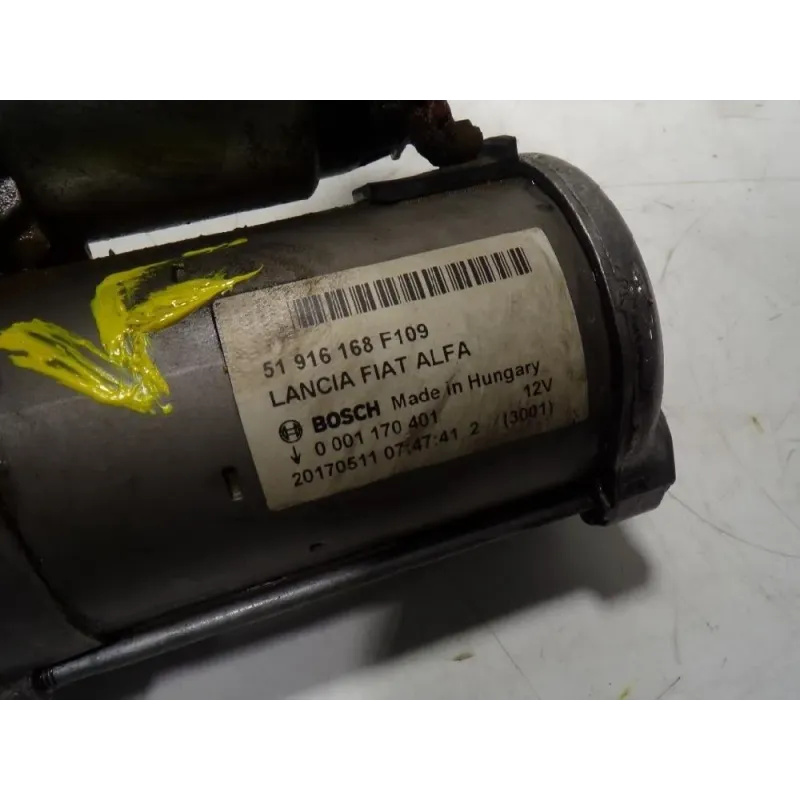 51 916 168 F109
LANCIA FIAT ALFA
BOSCH Made in Hungary
0 001 170 401 12V
20170511 07:47:41 2 (3001)